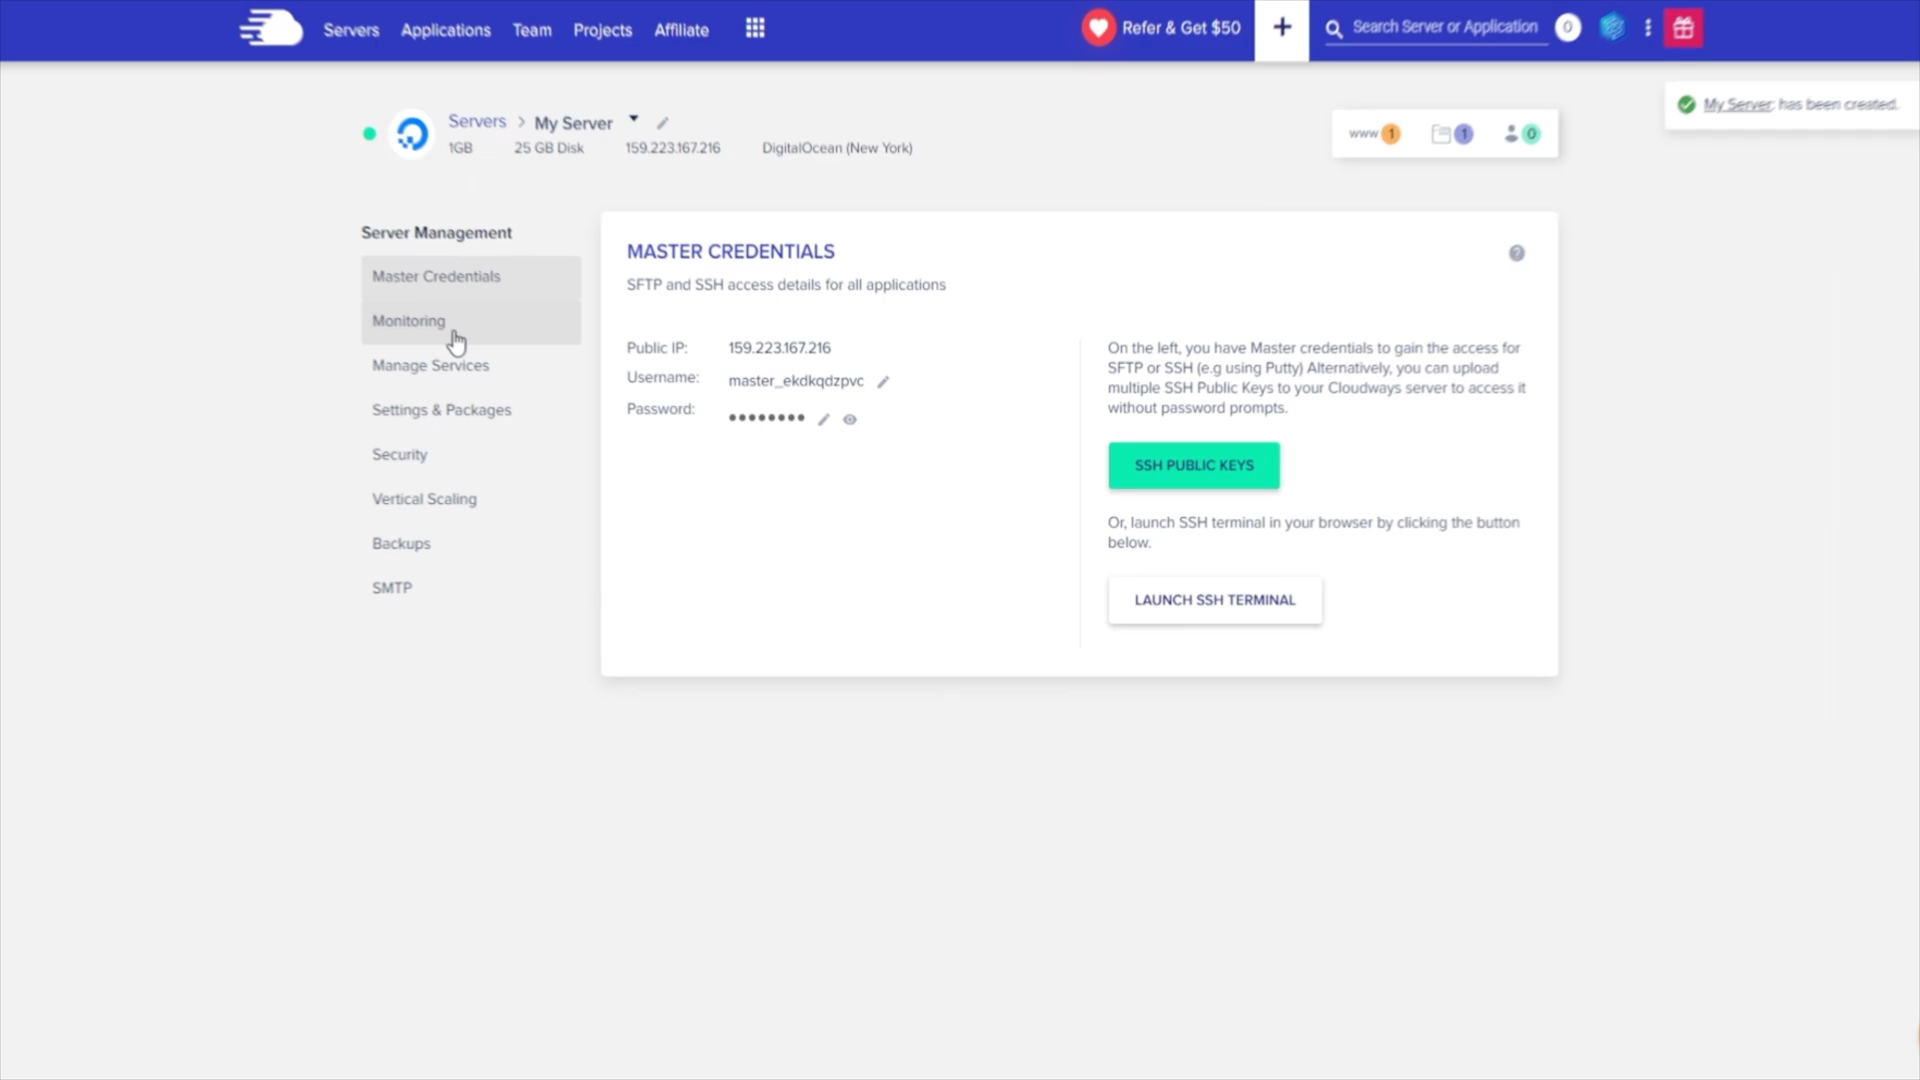 Servers Applications Team Projects Affiliate Refer & Get $50 + Search Server or Application 0
My Server: has been created.
Servers > My Server
1GB 25 GB Disk 159.223.167.216 DigitalOcean (New York)
www 1 1 0
Server Management
Master Credentials
Monitoring
Manage Services
Settings & Packages
Security
Vertical Scaling
Backups
SMTP
MASTER CREDENTIALS
SFTP and SSH access details for all applications
Public IP: 159.223.167.216
Username: master_ekdkqdzpvc
Password: ••••••••
On the left, you have Master credentials to gain the access for
SFTP or SSH (e.g using Putty) Alternatively, you can upload
multiple SSH Public Keys to your Cloudways server to access it
without password prompts.
SSH PUBLIC KEYS
Or, launch SSH terminal in your browser by clicking the button
below.
LAUNCH SSH TERMINAL